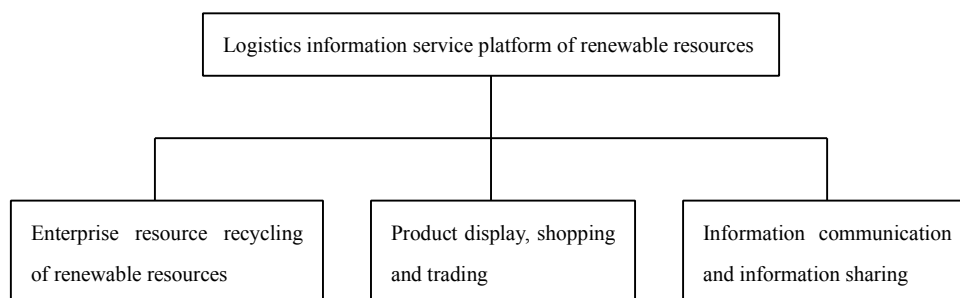 Logistics information service platform of renewable resources
Enterprise resource recycling
of renewable resources
Product display, shopping
and trading
Information communication
and information sharing